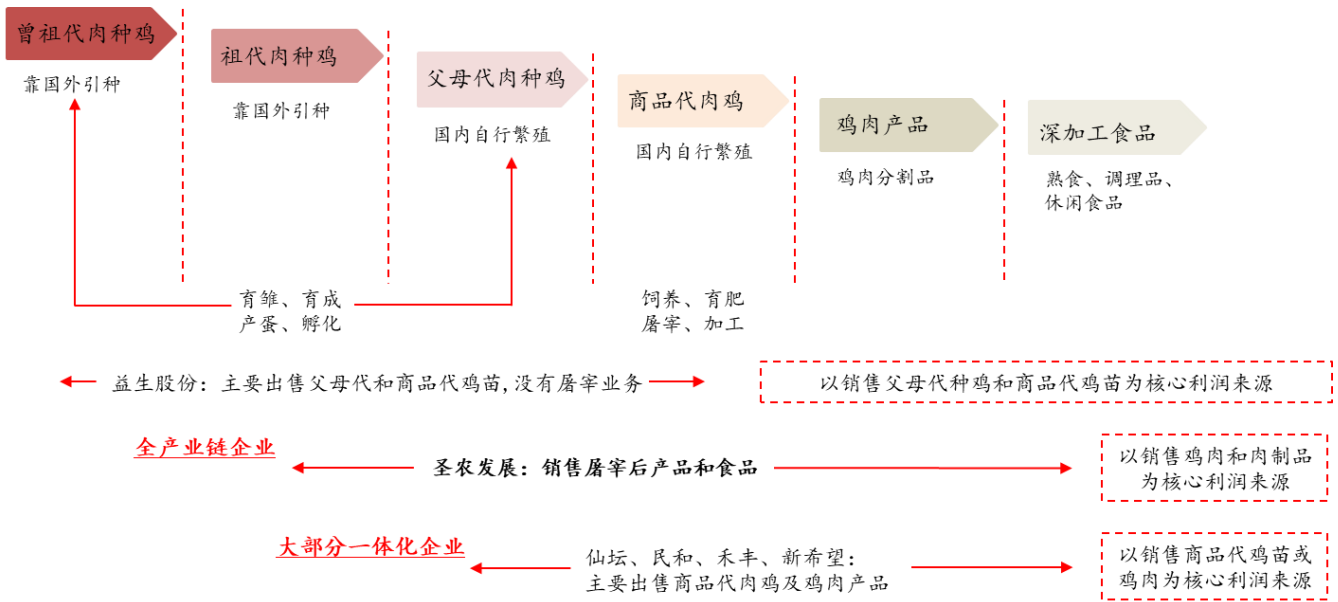 曾祖代肉种鸡
靠国外引种
祖代肉种鸡
靠国外引种
父母代肉种鸡
国内自行繁殖
商品代肉鸡
国内自行繁殖
鸡肉产品
鸡肉分割品
深加工食品
熟食、调理品、
休闲食品
育雏、育成
产蛋、孵化
饲养、育肥
屠宰、加工
益生股份：主要出售父母代和商品代鸡苗,没有屠宰业务
以销售父母代种鸡和商品代鸡苗为核心利润来源
全产业链企业
圣农发展：销售屠宰后产品和食品
以销售鸡肉和肉制品
为核心利润来源
大部分一体化企业
仙坛、民和、禾丰、新希望：
主要出售商品代肉鸡及鸡肉产品
以销售商品代鸡苗或
鸡肉为核心利润来源